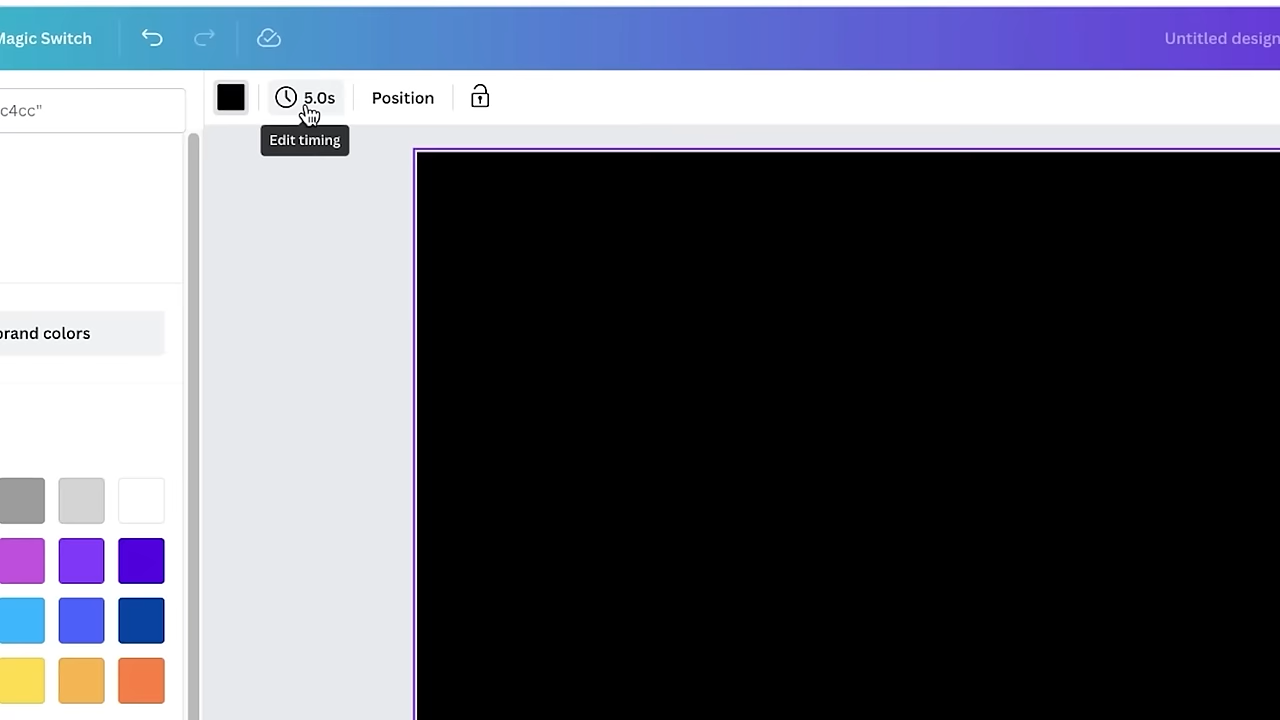 Magic Switch
Untitled design
c4cc"
5.0s
Position
Edit timing
brand colors